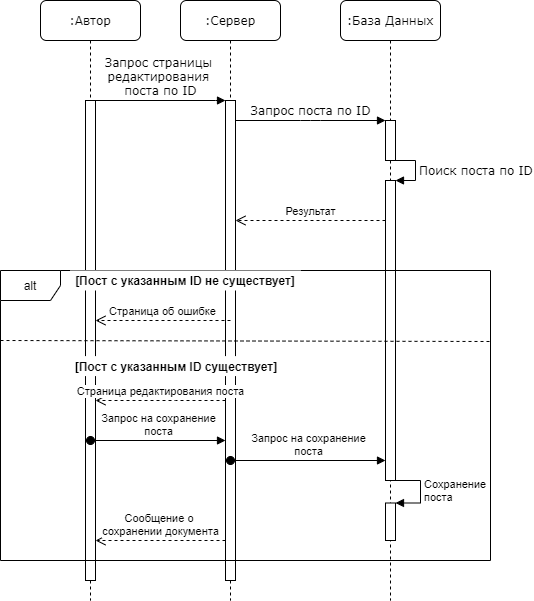 :Автор
:Сервер
:База Данных
Запрос страницы
редактирования
поста по ID
Запрос поста по ID
Поиск поста по ID
Результат
alt
[Пост с указанным ID не существует]
Страница об ошибке
[Пост с указанным ID существует]
Страница редактирования поста
Запрос на сохранение
поста
Запрос на сохранение
поста
Сохранение
поста
Сообщение о
сохранении документа